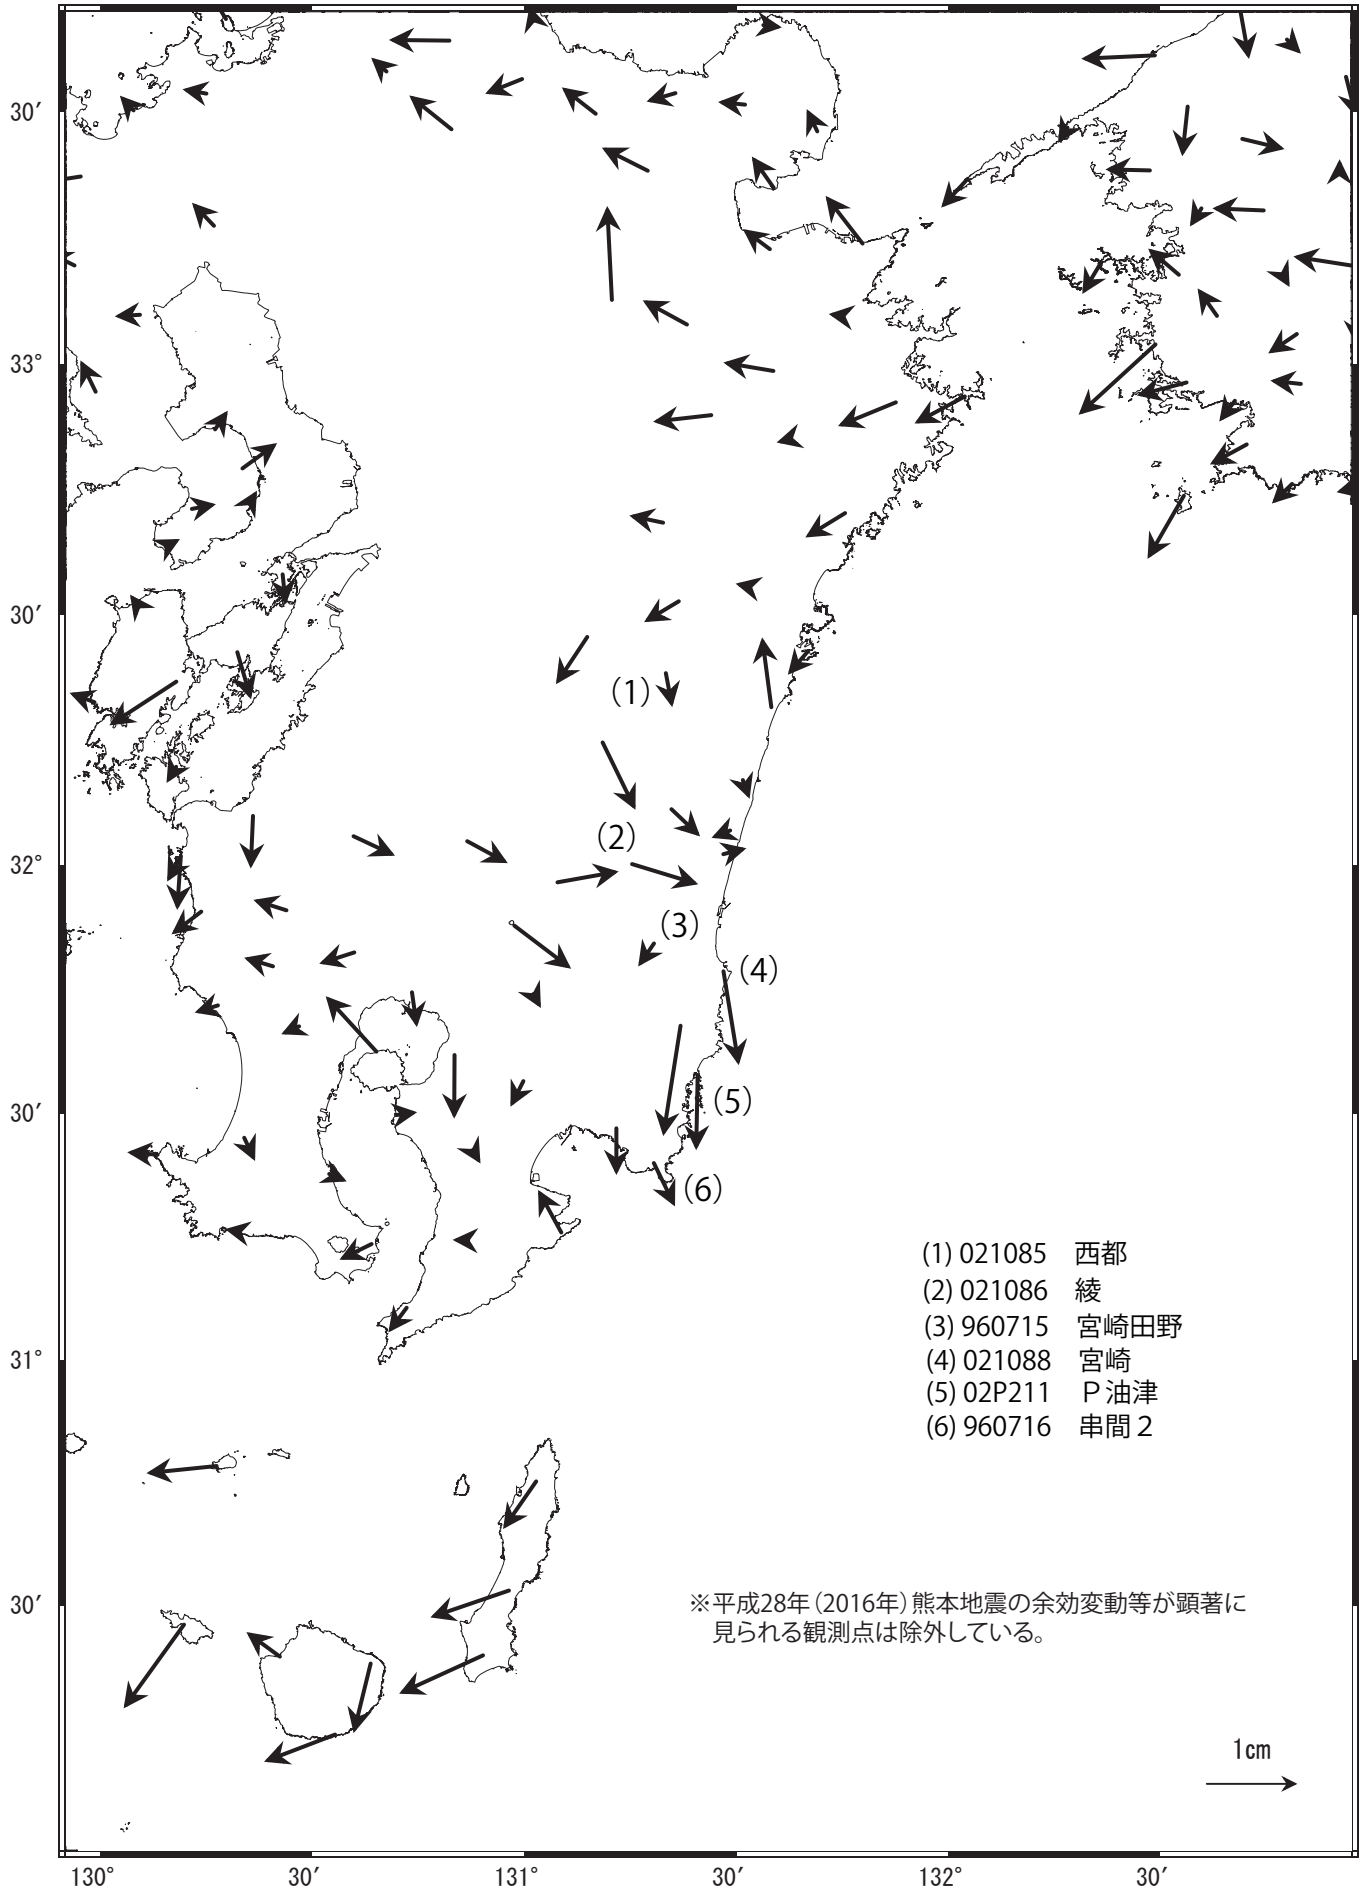 30′
33°
30′
(1)
(2)
32°
(3)
(4)
30′
(5)
(6)
(1) 021085　西都
(2) 021086　綾
(3) 960715　宮崎田野
31°
(4) 021088　宮崎
(5) 02P211　Ｐ油津
(6) 960716　串間２
30′
※平成28年（2016年）熊本地震の余効変動等が顕著に
見られる観測点は除外している。
1cm
130°　30′　131°　30′　132°　30′